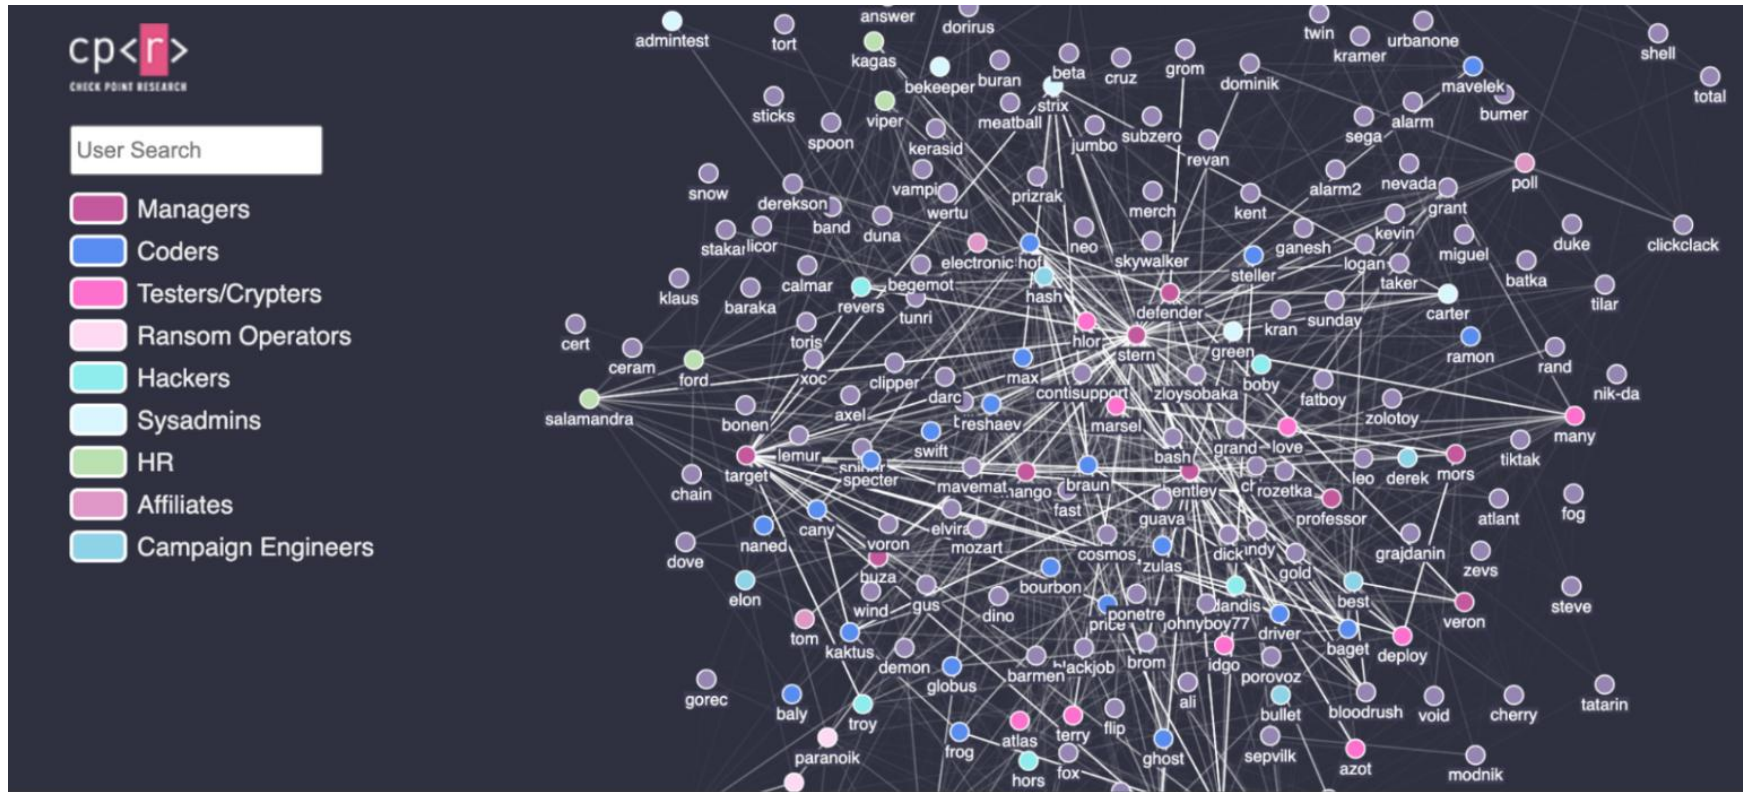 cp<r>
CHECK POINT RESEARCH
User Search
Managers
Coders
Testers/Crypters
Ransom Operators
Hackers
Sysadmins
HR
Affiliates
Campaign Engineers
answer
dorirus
admintest
tort
kagas
twin
kramer
urbanone
shell
bekeeper
buran
beta
cruz
grom
dominik
mavelek
total
sticks
viper
meatball
strix
subzero
sega
alarm
bumer
spoon
kerasid
jumbo
revan
snow
derekson
wertu
prizrak
merch
kent
alarm2
nevada
grant
poll
band
duna
licor
electronic
neo
skywalker
ganesh
kevin
miguel
duke
clickclack
klaus
baraka
calmar
begemot
hash
steller
logan
taker
batka
tilar
revers
tunri
defender
kran
sunday
carter
cert
ceram
ford
toris
hlor
stern
green
ramon
rand
nik-da
salamandra
xoc
clipper
darc
max
contisupport
zloysobaka
boby
fatboy
zolotoy
many
bonen
axel
swift
marsel
grand
love
tiktak
target
lemur
specter
mavemat
braun
bash
rozetka
leo
derek
mors
chain
fast
guava
professor
atlant
fog
naned
cany
voron
elvira
mozart
cosmos
zulas
dick
gold
grajdanin
zevs
dove
buza
elon
wind
gus
dino
bourbon
ponetre
dandis
best
veron
steve
tom
kaktus
demon
globus
barmen
brom
idgo
driver
baget
deploy
porovoz
gorec
baly
troy
ali
bullet
bloodrush
void
cherry
tatarin
paranoik
frog
atlas
terry
flip
ghost
sepvilk
azot
modnik
hors
fox